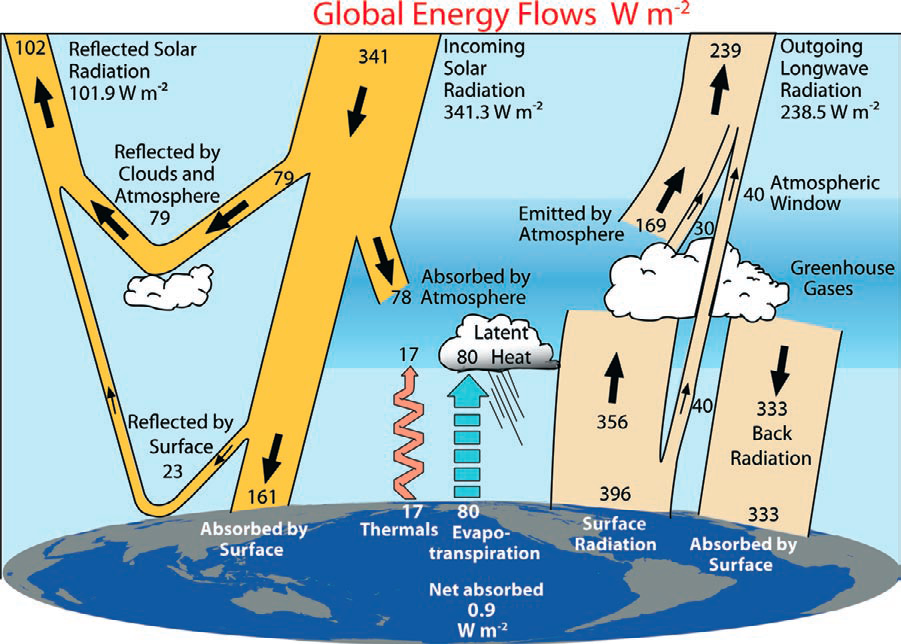 Global Energy Flows W m-2
102
Reflected Solar
Radiation
101.9 W m-2
341
Incoming
Solar
Radiation
341.3 W m-2
239
Outgoing
Longwave
Radiation
238.5 W m-2
Reflected by
Clouds and
Atmosphere
79
79
Emitted by
Atmosphere
169
30
40
Atmospheric
Window
Greenhouse
Gases
78
Absorbed by
Atmosphere
17
Latent
80 Heat
Reflected by
Surface
23
356
40
333
Back
Radiation
161
Absorbed by
Surface
17
Thermals
80
Evapo-
transpiration
396
Surface
Radiation
333
Absorbed by
Surface
Net absorbed
0.9
W m-2